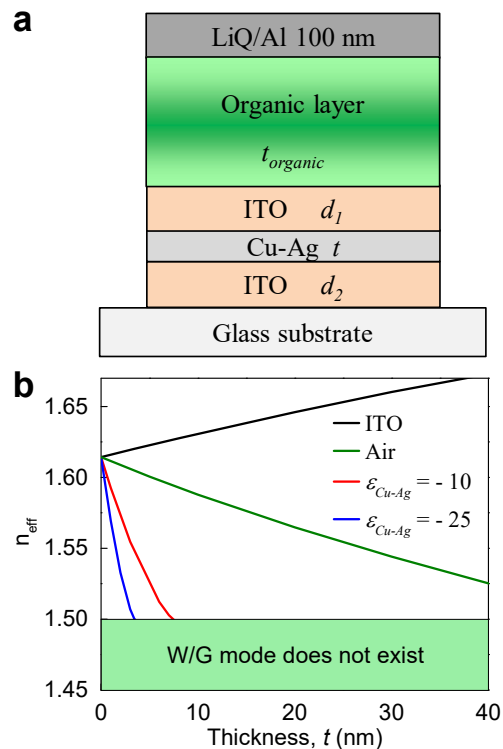 a
LiQ/Al 100 nm
Organic layer
t_organic
ITO d_1
Cu-Ag t
ITO d_2
Glass substrate
b
n_eff
1.65
1.60
1.55
1.50
1.45
ITO
Air
ε_Cu-Ag = - 10
ε_Cu-Ag = - 25
W/G mode does not exist
0 10 20 30 40
Thickness, t (nm)